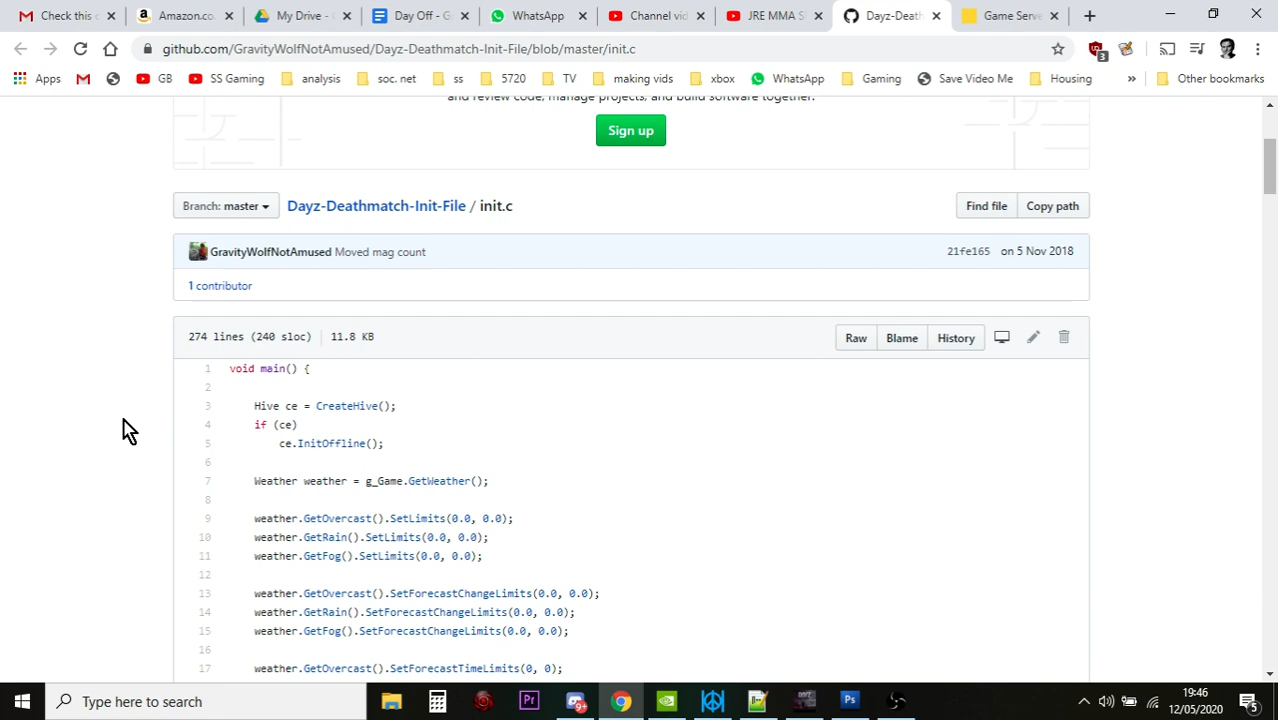 Check this c
Amazon.co.
My Drive - G
Day Off - G
WhatsApp
Channel vid
JRE MMA S
Dayz-Death
Game Serve
github.com/GravityWolfNotAmused/Dayz-Deathmatch-Init-File/blob/master/init.c
3
Apps
GB
SS Gaming
analysis
soc. net
ss
5720
TV
making vids
xbox
WhatsApp
Gaming
Save Video Me
Housing
»
Other bookmarks
and review code, manage projects, and build software together.
Sign up
Branch: master
Dayz-Deathmatch-Init-File / init.c
Find file
Copy path
GravityWolfNotAmused Moved mag count
21fe165 on 5 Nov 2018
1 contributor
274 lines (240 sloc) 11.8 KB
Raw
Blame
History
1 void main() {
2
3 Hive ce = CreateHive();
4 if (ce)
5 ce.InitOffline();
6
7 Weather weather = g_Game.GetWeather();
8
9 weather.GetOvercast().SetLimits(0.0, 0.0);
10 weather.GetRain().SetLimits(0.0, 0.0);
11 weather.GetFog().SetLimits(0.0, 0.0);
12
13 weather.GetOvercast().SetForecastChangeLimits(0.0, 0.0);
14 weather.GetRain().SetForecastChangeLimits(0.0, 0.0);
15 weather.GetFog().SetForecastChangeLimits(0.0, 0.0);
16
17 weather.GetOvercast().SetForecastTimeLimits(0, 0);
Type here to search
Pr
Ps
19:46
12/05/2020
5